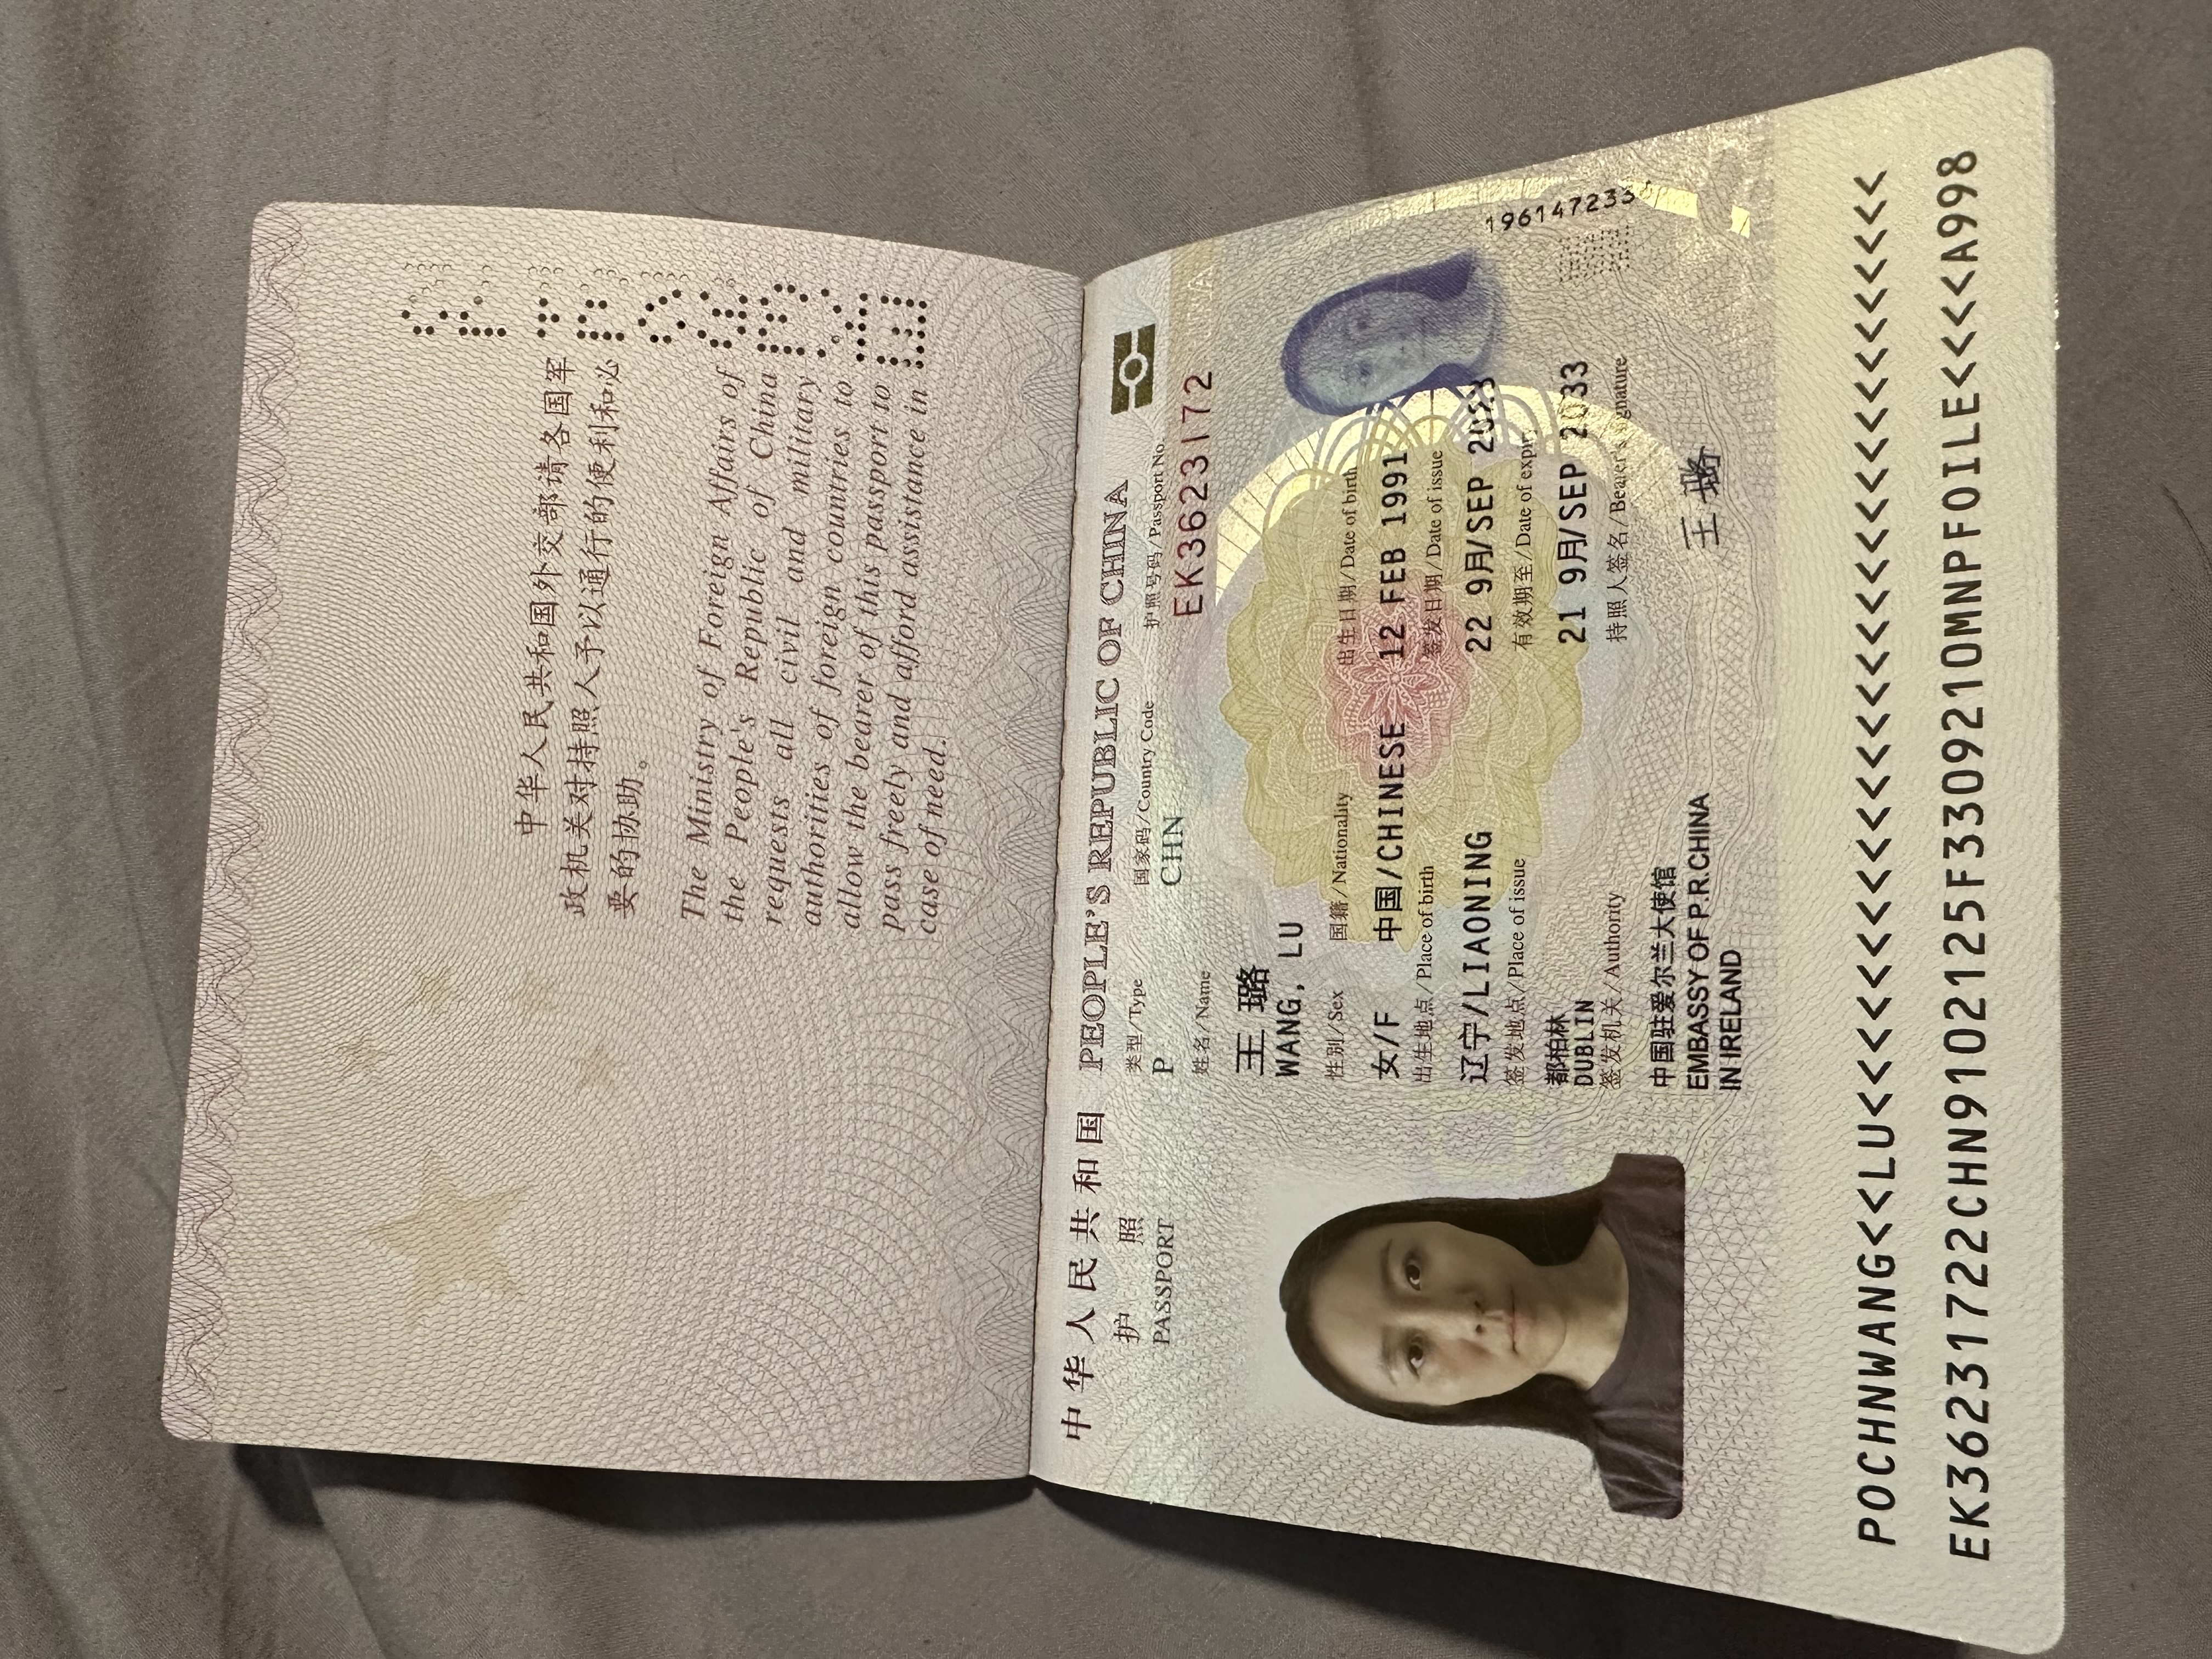 中华人民共和国外交部请各国军
政机关对持照人予以通行的便利和必
要的协助。
The Ministry of Foreign Affairs of
the People's Republic of China
requests all civil and military
authorities of foreign countries to
allow the bearer of this passport to
pass freely and afford assistance in
case of need.
中华人民共和国 PEOPLE'S REPUBLIC OF CHINA
护 照
PASSPORT
类型/Type 国家码/Country Code 护照号码/Passport No.
P CHN EK3623172
姓名/Name
王璐
WANG, LU
性别/Sex 国籍/Nationality 出生日期/Date of birth
女/F 中国/CHINESE 12 FEB 1991
出生地点/Place of birth 签发日期/Date of issue
辽宁/LIAONING 22 9月/SEP 2023
签发地点/Place of issue 有效期至/Date of expiry
都柏林
DUBLIN 21 9月/SEP 2033
签发机关/Authority 持照人签名/Bearer's signature
中国驻爱尔兰大使馆
EMBASSY OF P.R.CHINA
IN IRELAND
王璐
196147233
POCHNWANG<<LU<<<<<<<<<<<<<<<<<<<<<<<<<<<<<<<
EK36231722CHN9102125F3309210MNPFOILE<<<<A998